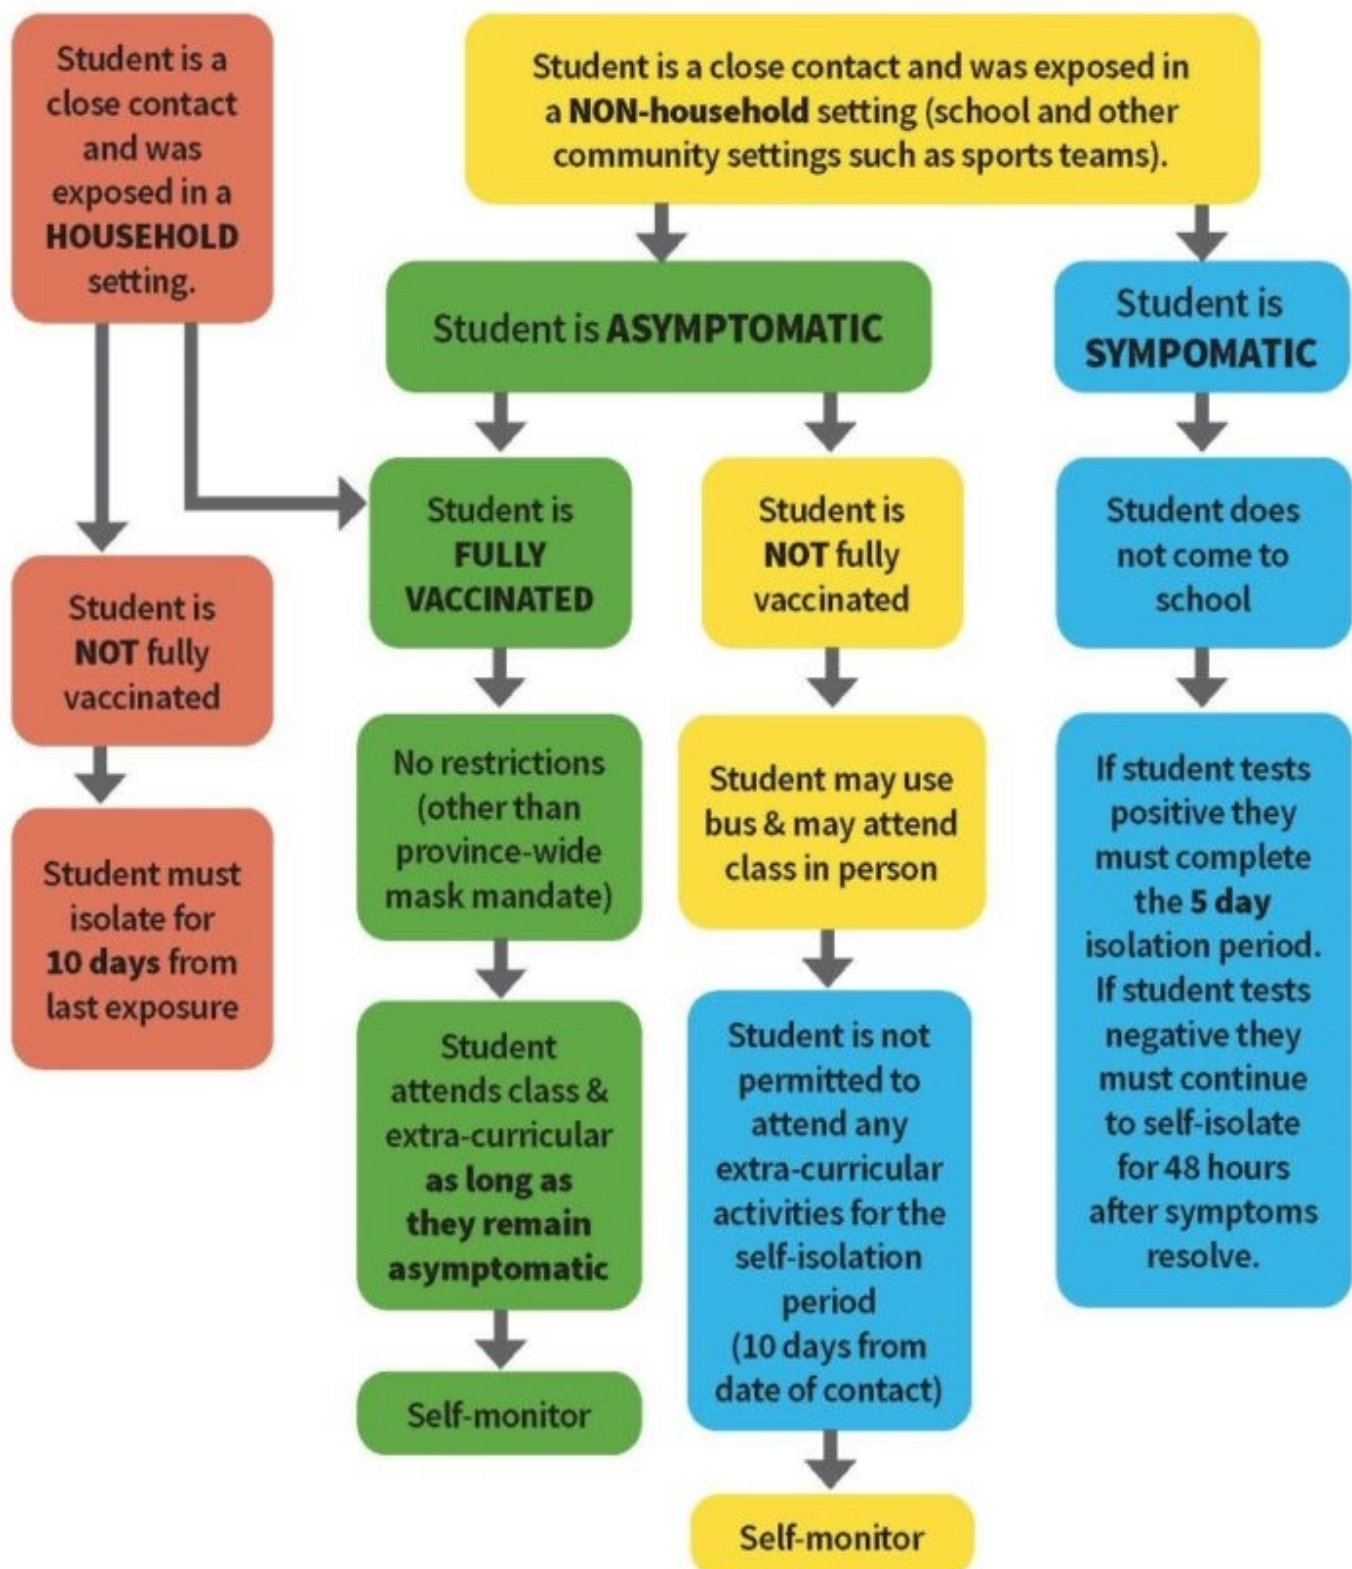 Student is a
close contact
and was
exposed in a
HOUSEHOLD
setting.
Student is
NOT fully
vaccinated
Student must
isolate for
10 days from
last exposure
Student is a close contact and was exposed in
a NON-household setting (school and other
community settings such as sports teams).
Student is ASYMPTOMATIC
Student is
FULLY
VACCINATED
No restrictions
(other than
province-wide
mask mandate)
Student
attends class &
extra-curricular
as long as
they remain
asymptomatic
Self-monitor
Student is
NOT fully
vaccinated
Student may use
bus & may attend
class in person
Student is not
permitted to
attend any
extra-curricular
activities for the
self-isolation
period
(10 days from
date of contact)
Self-monitor
Student is
SYMPOMATIC
Student does
not come to
school
If student tests
positive they
must complete
the 5 day
isolation period.
If student tests
negative they
must continue
to self-isolate
for 48 hours
after symptoms
resolve.